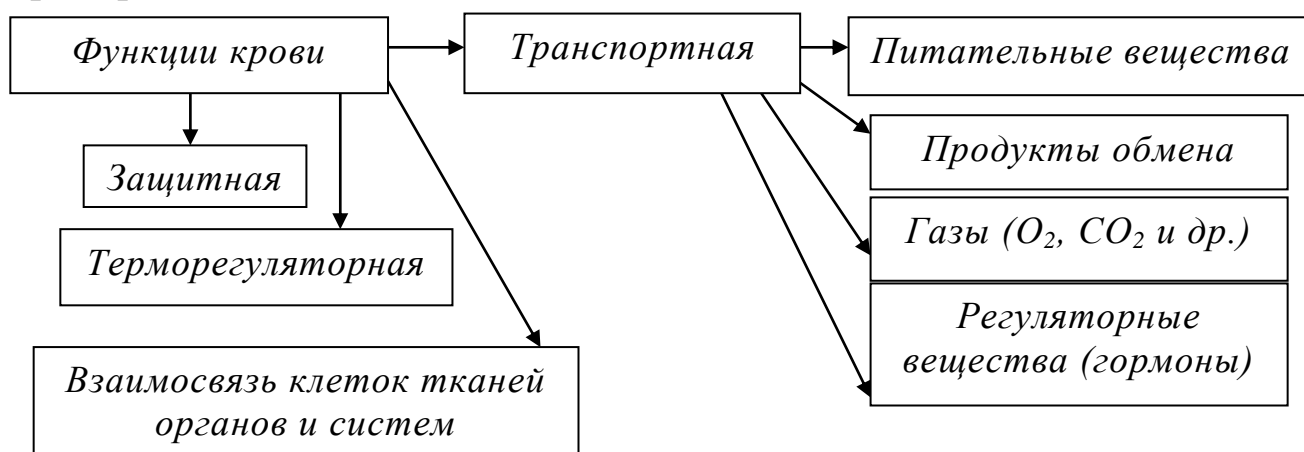 Функции крови
Транспортная
Питательные вещества
Защитная
Продукты обмена
Терморегуляторная
Газы (O₂, CO₂ и др.)
Регуляторные
вещества (гормоны)
Взаимосвязь клеток тканей
органов и систем